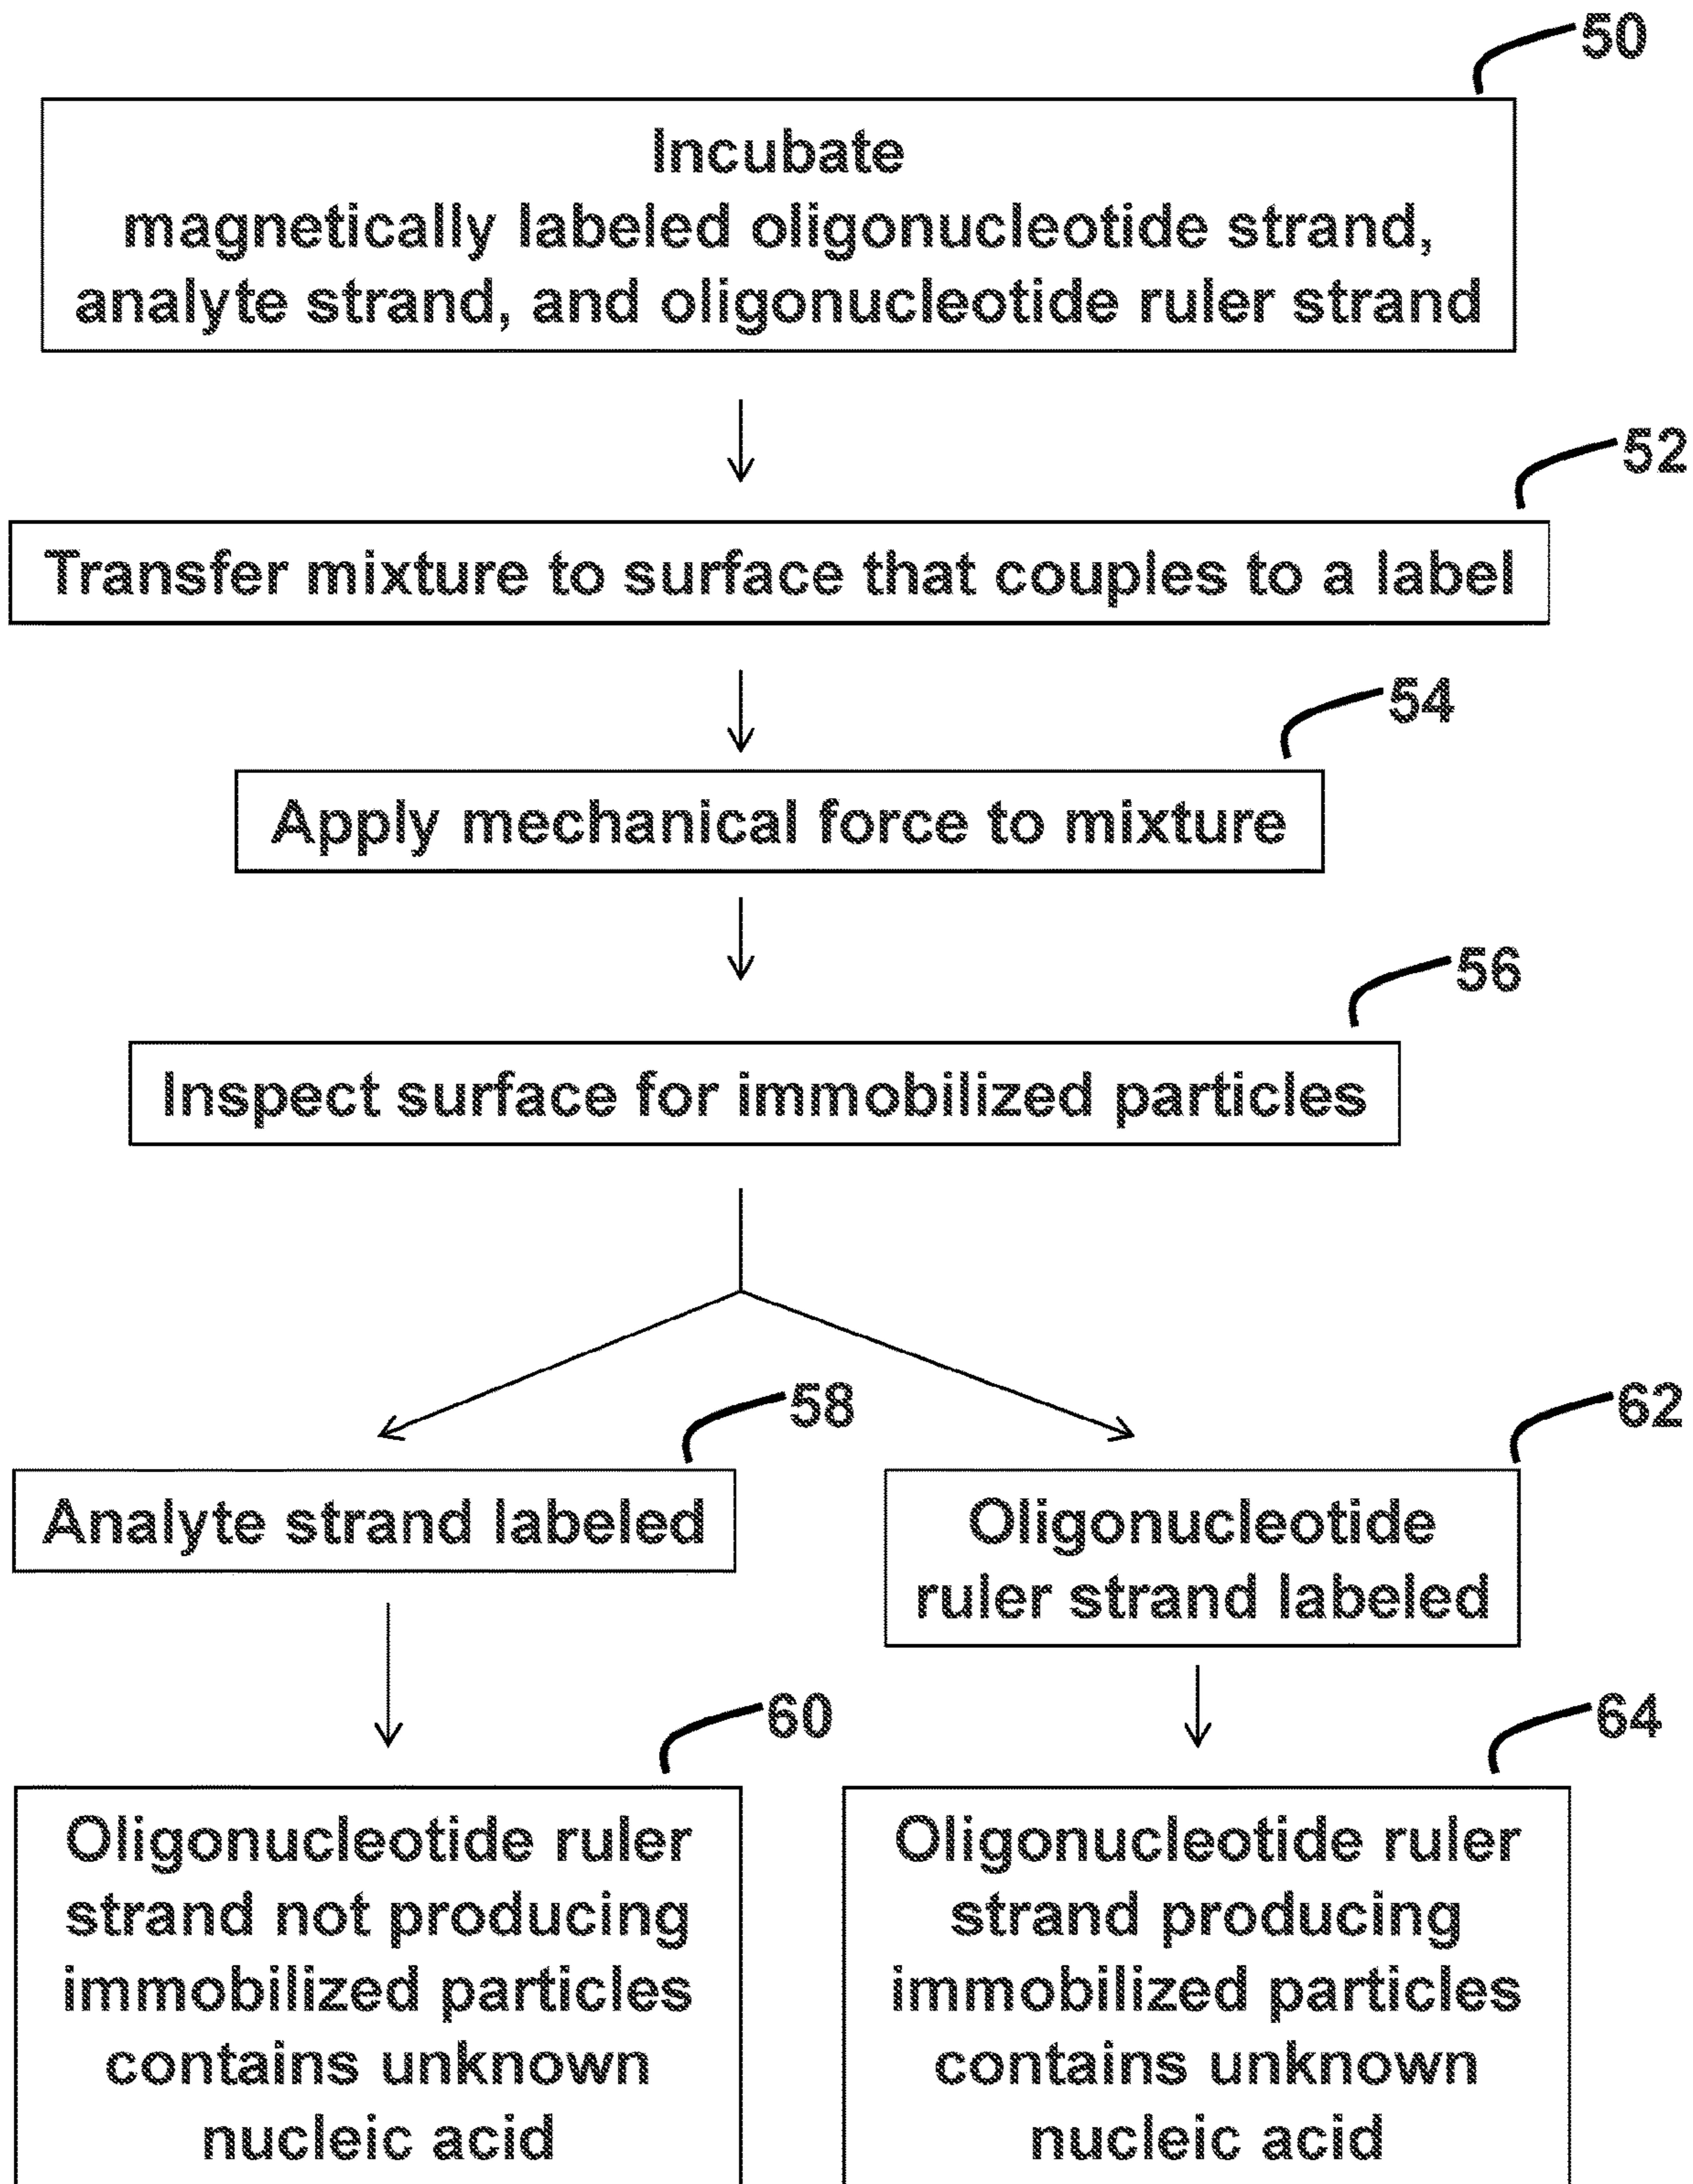 50
Incubate
magnetically labeled oligonucleotide strand,
analyte strand, and oligonucleotide ruler strand
52
Transfer mixture to surface that couples to a label
54
Apply mechanical force to mixture
56
Inspect surface for immobilized particles
58
Analyte strand labeled
62
Oligonucleotide
ruler strand labeled
60
Oligonucleotide ruler
strand not producing
immobilized particles
contains unknown
nucleic acid
64
Oligonucleotide ruler
strand producing
immobilized particles
contains unknown
nucleic acid